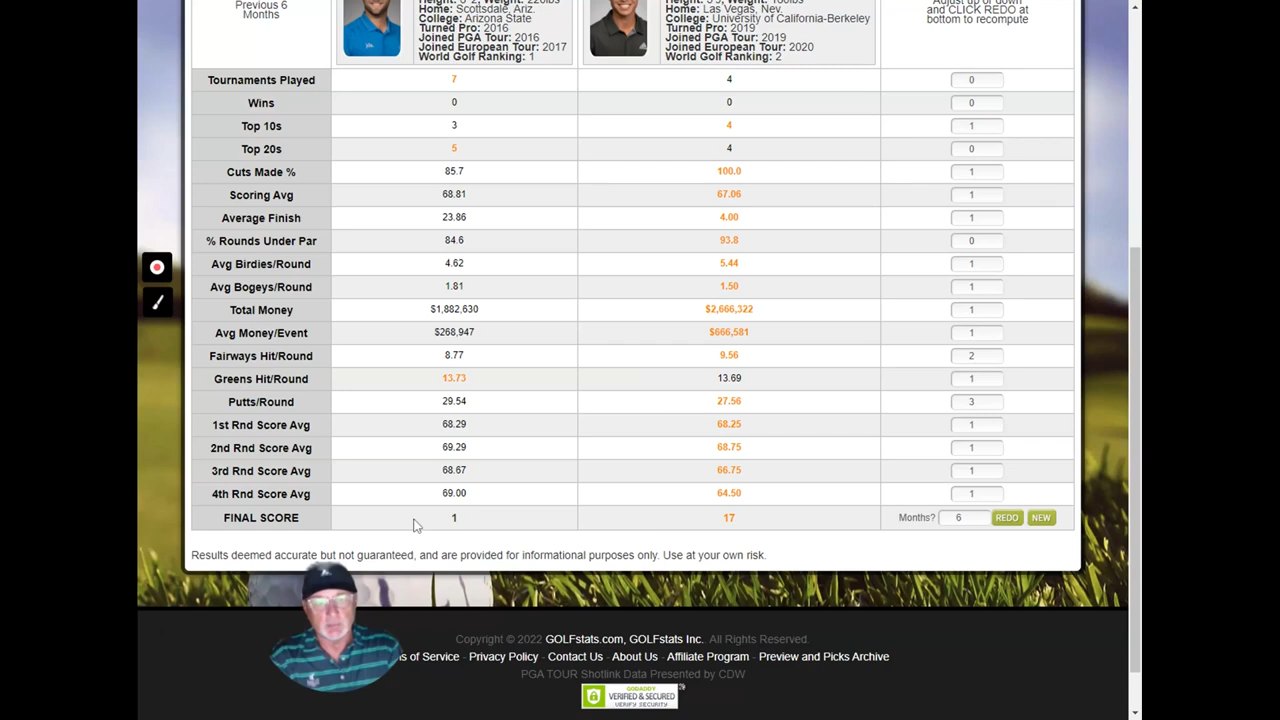 Previous 6
Months
Height: 6' 2, Weight: 220lbs
Home: Scottsdale, Ariz.
College: Arizona State
Turned Pro: 2016
Joined PGA Tour: 2016
Joined European Tour: 2017
World Golf Ranking: 1
Home: Las Vegas, Nev.
College: University of California-Berkeley
Turned Pro: 2019
Joined PGA Tour: 2019
Joined European Tour: 2020
World Golf Ranking: 2
Adjust up or down
and CLICK REDO at
bottom to recompute
Tournaments Played 7 4 0
Wins 0 0 0
Top 10s 3 4 1
Top 20s 5 4 0
Cuts Made % 85.7 100.0 1
Scoring Avg 68.81 67.06 1
Average Finish 23.86 4.00 1
% Rounds Under Par 84.6 93.8 0
Avg Birdies/Round 4.62 5.44 1
Avg Bogeys/Round 1.81 1.50 1
Total Money $1,882,630 $2,666,322 1
Avg Money/Event $268,947 $666,581 1
Fairways Hit/Round 8.77 9.56 2
Greens Hit/Round 13.73 13.69 1
Putts/Round 29.54 27.56 3
1st Rnd Score Avg 68.29 68.25 1
2nd Rnd Score Avg 69.29 68.75 1
3rd Rnd Score Avg 68.67 66.75 1
4th Rnd Score Avg 69.00 64.50 1
FINAL SCORE 1 17 Months? 6 REDO NEW
Results deemed accurate but not guaranteed, and are provided for informational purposes only. Use at your own risk.
Copyright © 2022 GOLFstats.com, GOLFstats Inc. All Rights Reserved.
of Service - Privacy Policy - Contact Us - About Us - Affiliate Program - Preview and Picks Archive
PGA TOUR Shotlink Data Presented by CDW
GODADDY
VERIFIED & SECURED
VERIFY SECURITY